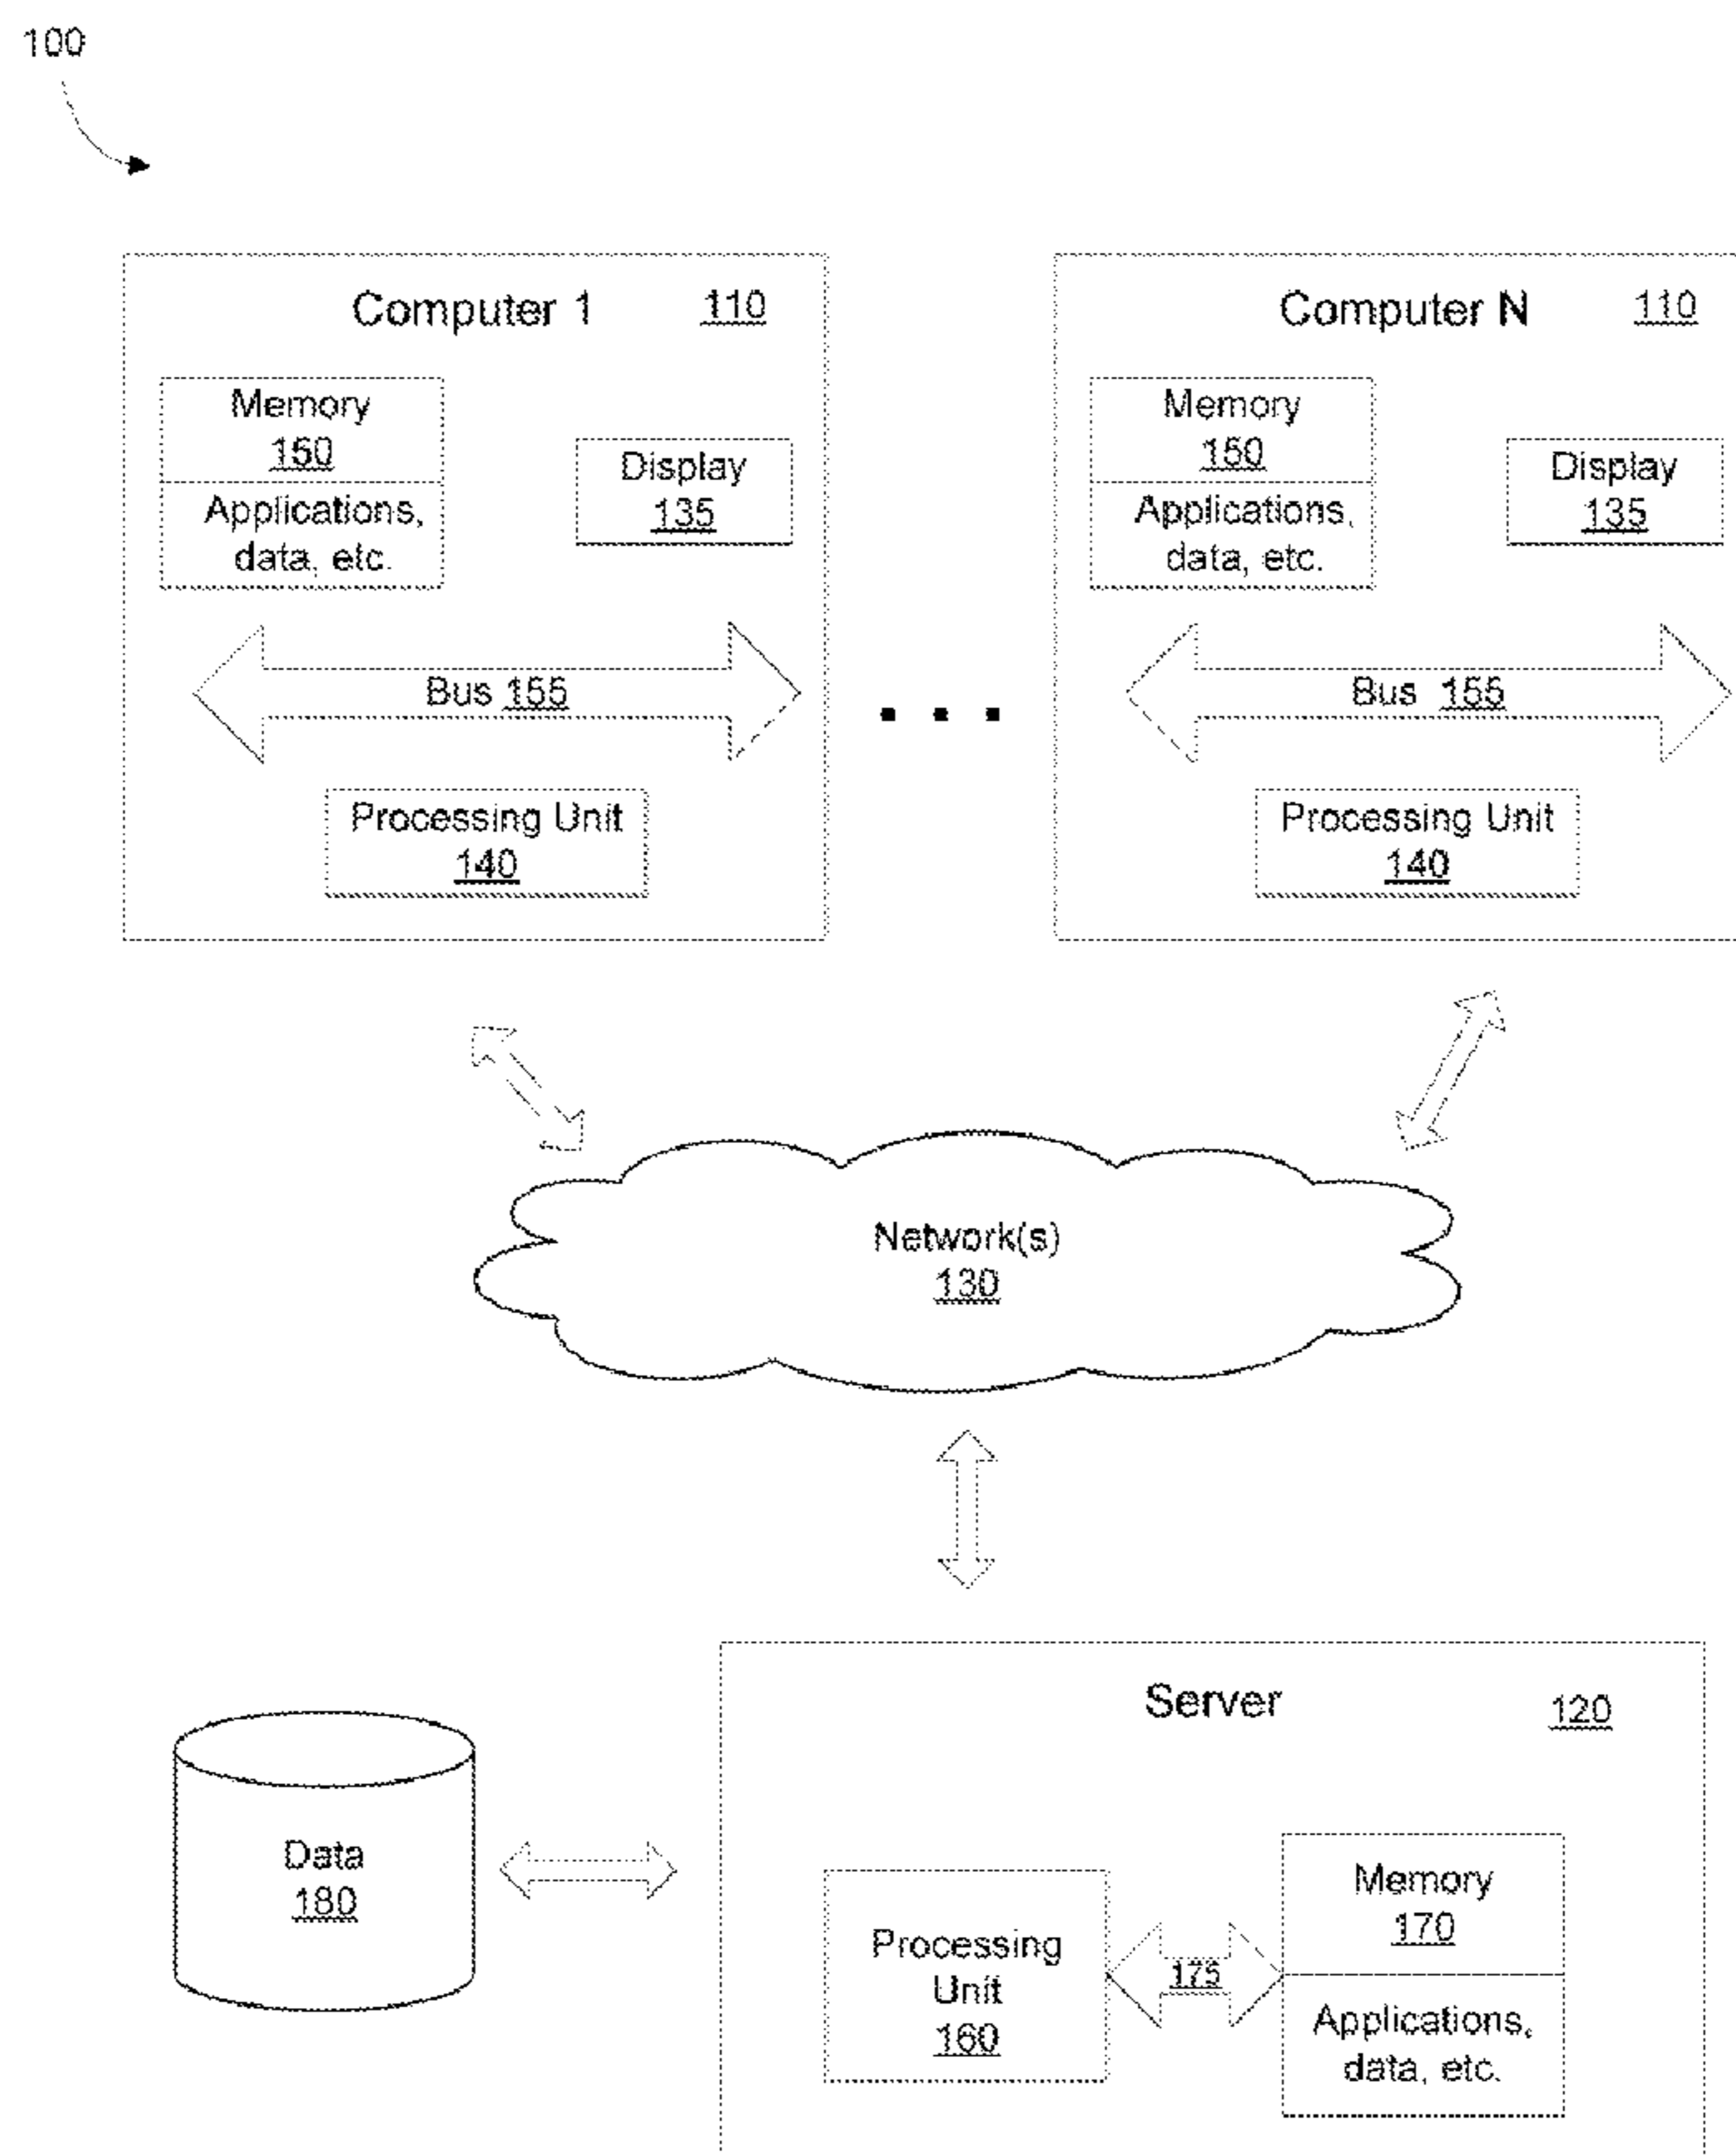 100
Computer 1 110
Memory
150
Applications,
data, etc.
Display
135
Bus 155
Processing Unit
140
Computer N 110
Memory
150
Applications,
data, etc.
Display
135
Bus 155
Processing Unit
140
Network(s)
130
Server 120
Data
180
Processing
Unit
160
175
Memory
170
Applications,
data, etc.